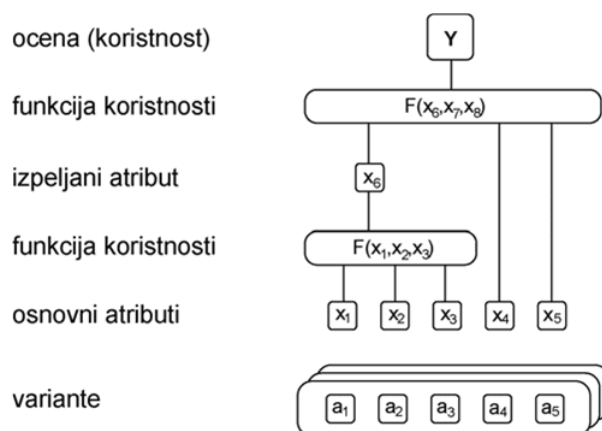 ocena (koristnost) Y
funkcija koristnosti F(x₆,x₇,x₈)
izpeljani atribut x₆
funkcija koristnosti F(x₁,x₂,x₃)
osnovni atributi x₁ x₂ x₃ x₄ x₅
variante a₁ a₂ a₃ a₄ a₅